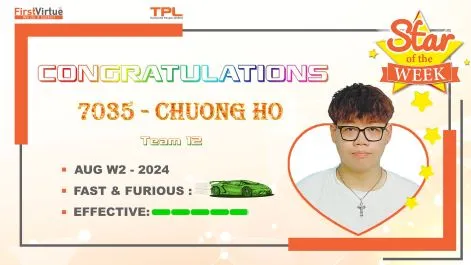 FirstVirtue
TPL
Star
of the
WEEK
CONGRATULATIONS
7035 - CHUONG HO
Team 12
AUG W2 - 2024
FAST & FURIOUS :
EFFECTIVE: